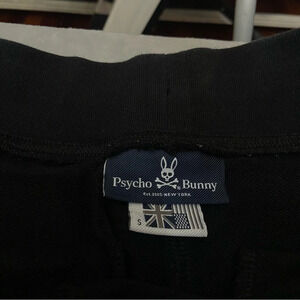 Psycho Bunny
Est. 2005 NEW YORK
S